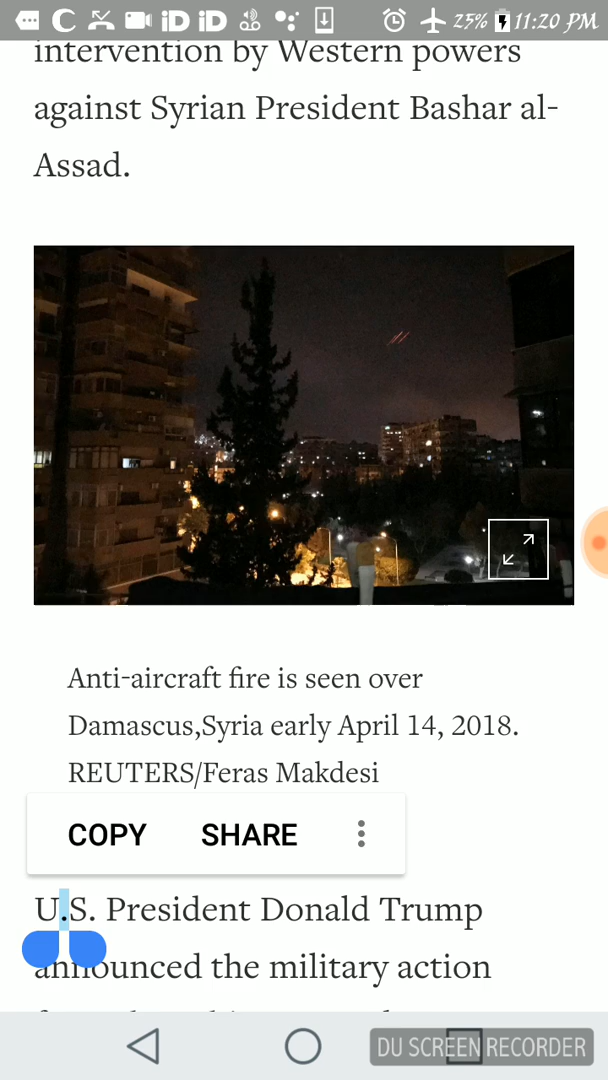 25% 11:20 PM
intervention by Western powers
against Syrian President Bashar al-
Assad.
Anti-aircraft fire is seen over
Damascus,Syria early April 14, 2018.
REUTERS/Feras Makdesi
COPY SHARE
U.S. President Donald Trump
announced the military action
DU SCREEN RECORDER